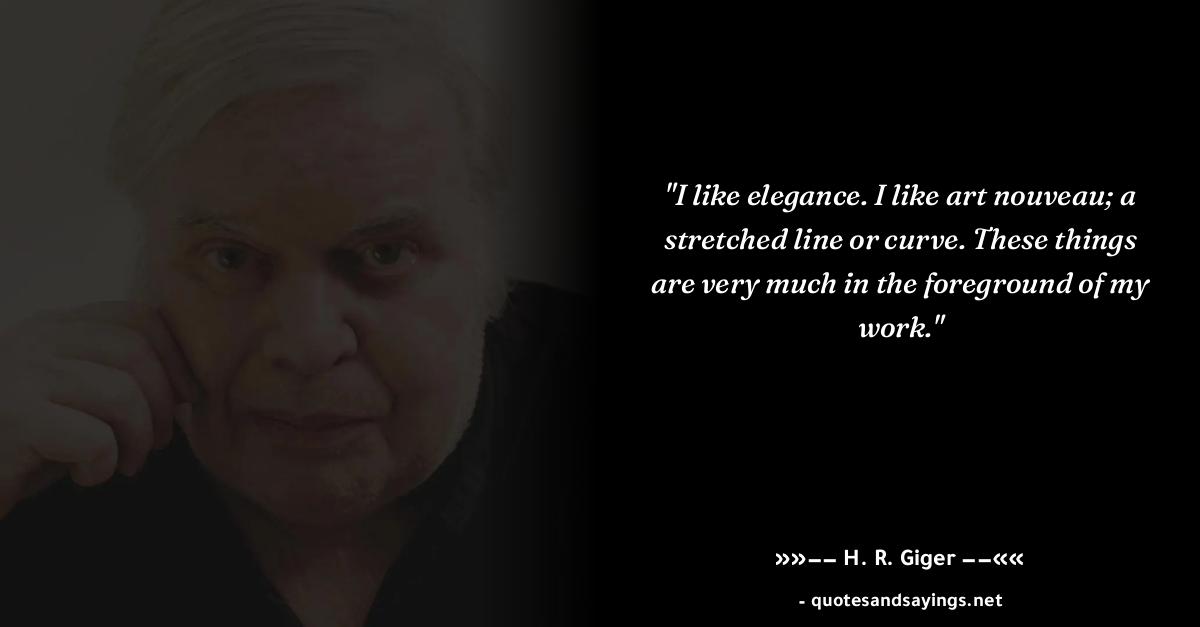 "I like elegance. I like art nouveau; a
stretched line or curve. These things
are very much in the foreground of my
work."
»»–– H. R. Giger ––««
- quotesandsayings.net